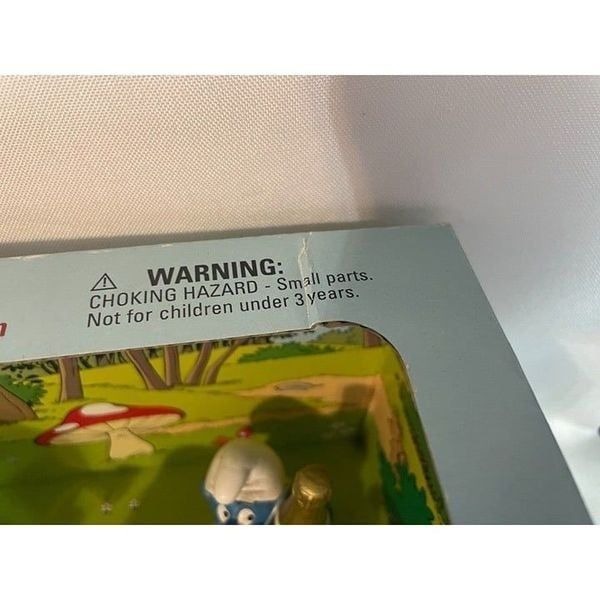 WARNING:
CHOKING HAZARD - Small parts.
Not for children under 3 years.